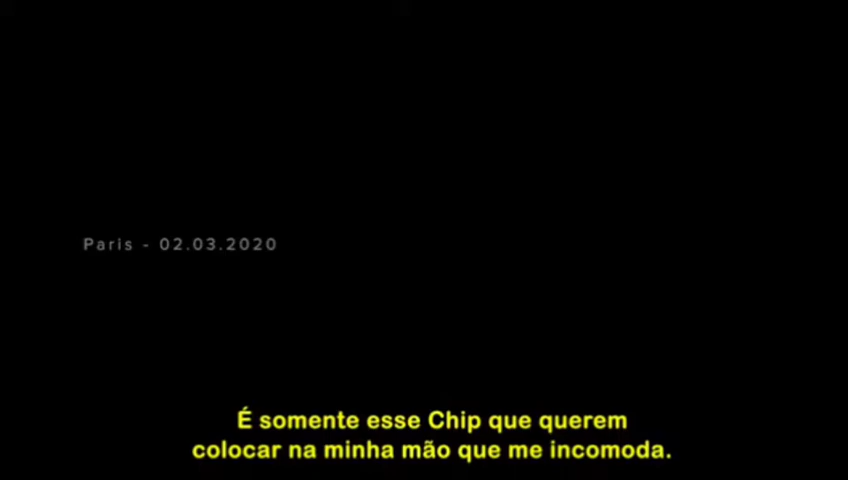 Paris - 02.03.2020
É somente esse Chip que querem
colocar na minha mão que me incomoda.